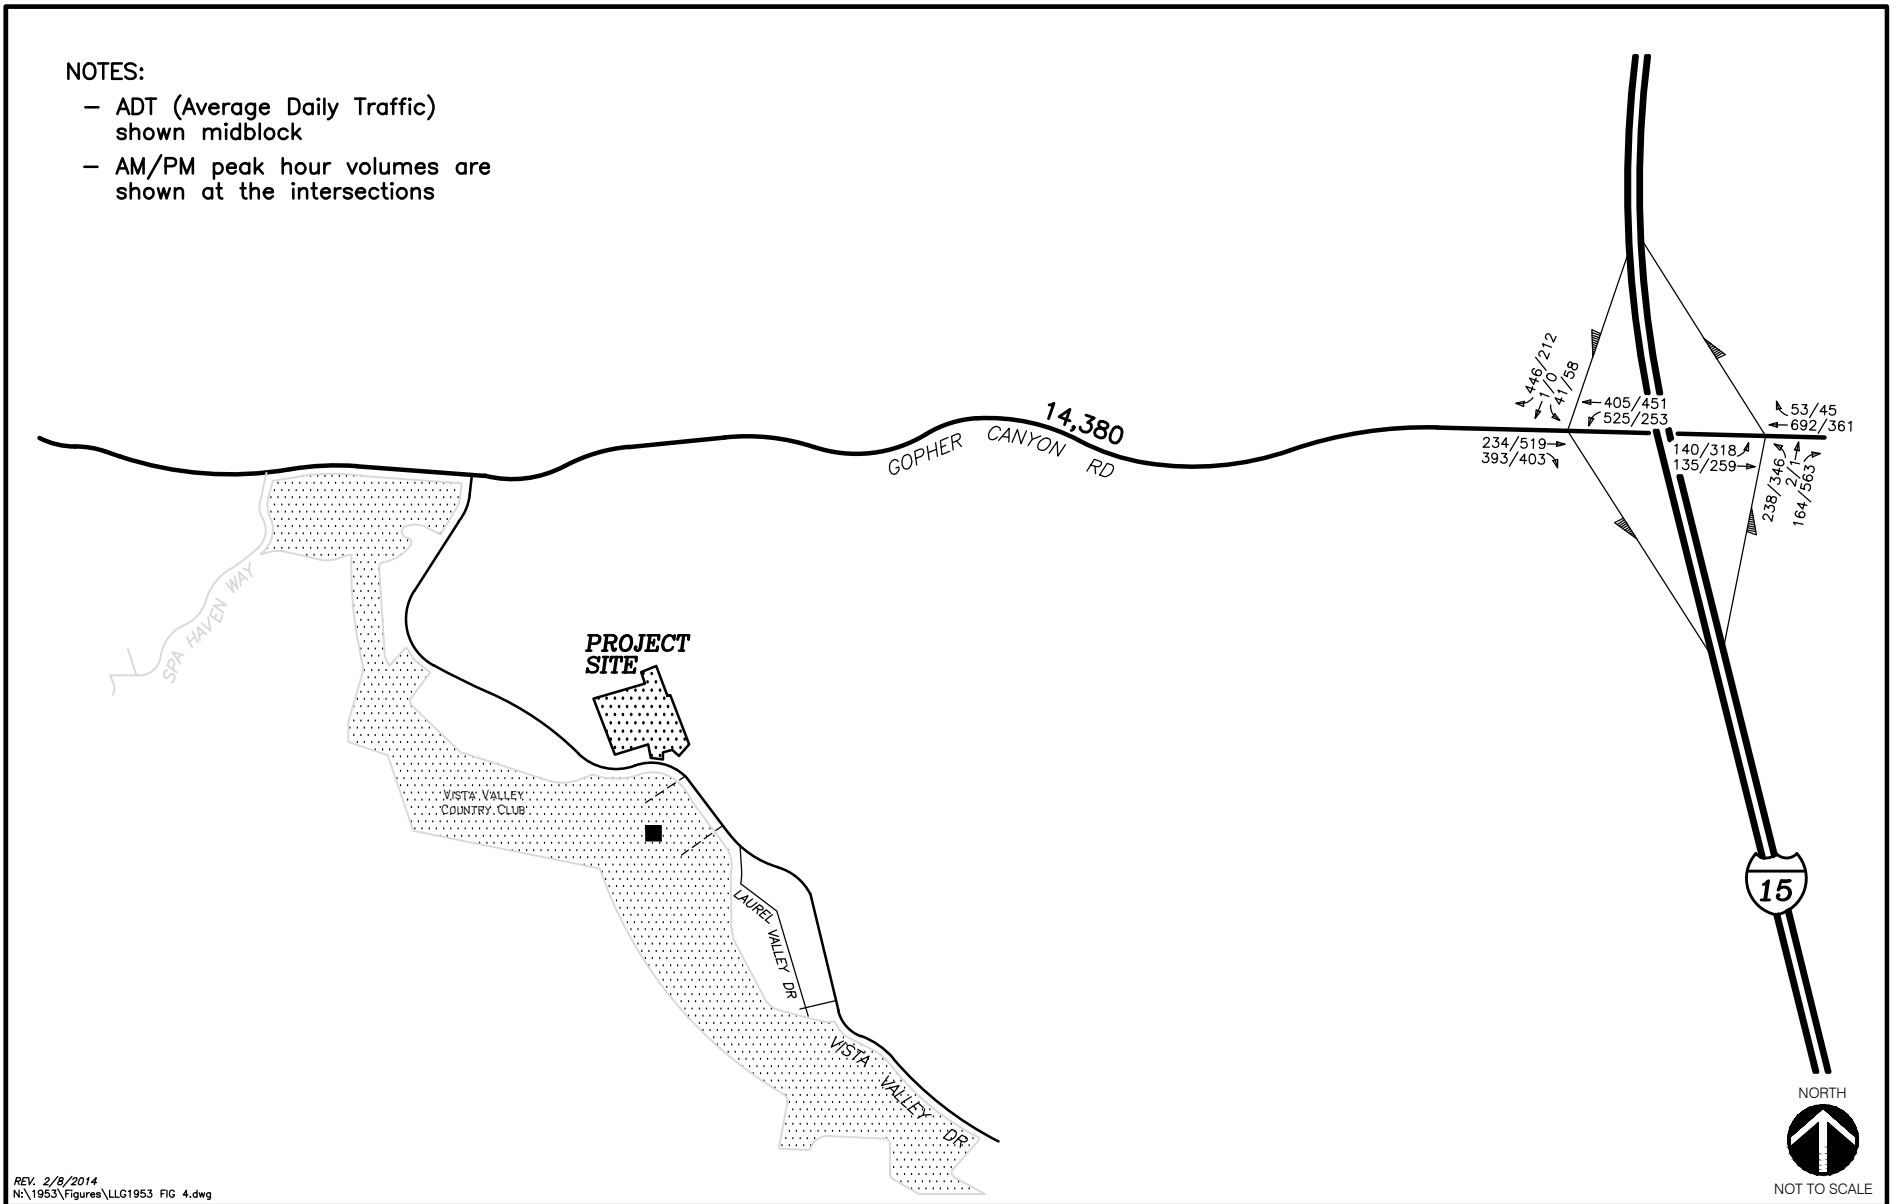 NOTES:
– ADT (Average Daily Traffic)
shown midblock
– AM/PM peak hour volumes are
shown at the intersections
446/212
1/0
41/58
405/451
525/253
53/45
692/361
14,380
GOPHER CANYON RD
234/519
393/403
140/318
135/259
238/346
2/1
164/563
SPA HAVEN WAY
PROJECT
SITE
VISTA VALLEY
COUNTRY CLUB
LAUREL VALLEY DR
15
VISTA VALLEY DR
NORTH
NOT TO SCALE
REV. 2/8/2014
N:\1953\Figures\LLG1953 FIG 4.dwg